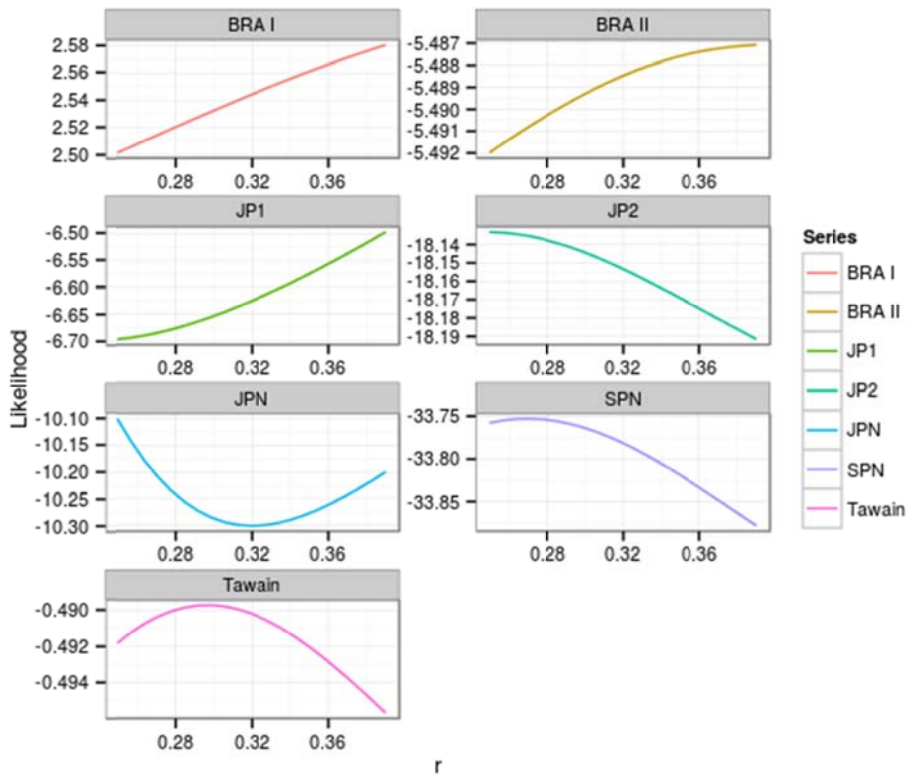 BRA I
BRA II
2.58
2.56
2.54
2.52
2.50
-5.487
-5.488
-5.489
-5.490
-5.491
-5.492
0.28 0.32 0.36
0.28 0.32 0.36
JP1
JP2
-6.50
-6.55
-6.60
-6.65
-6.70
-18.14
-18.15
-18.16
-18.17
-18.18
-18.19
0.28 0.32 0.36
0.28 0.32 0.36
JPN
SPN
-10.10
-10.15
-10.20
-10.25
-10.30
-33.75
-33.80
-33.85
0.28 0.32 0.36
0.28 0.32 0.36
Tawain
-0.490
-0.492
-0.494
0.28 0.32 0.36
Likelihood
r
Series
BRA I
BRA II
JP1
JP2
JPN
SPN
Tawain